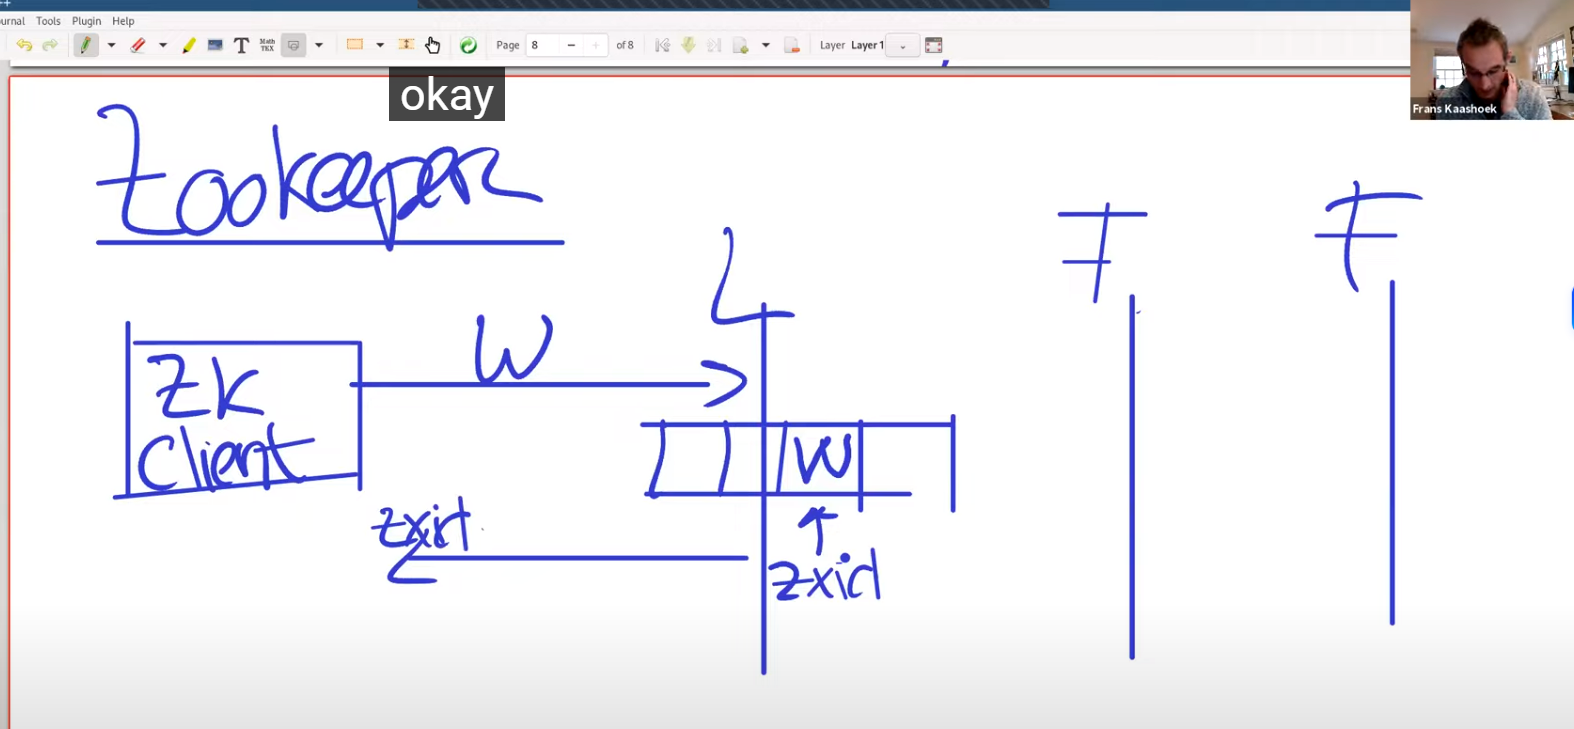 ++
urnal Tools Plugin Help
T Math TEX Page 8 − + of 8 Layer Layer 1
okay
Frans Kaashoek
Zookeeper
L F F
W
ZK
Client
W
zxid
zxid